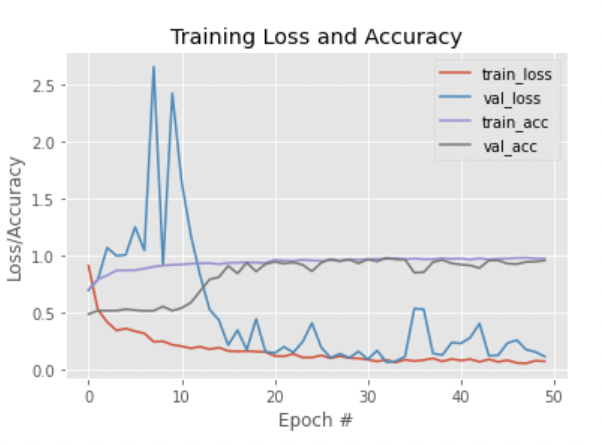 Training Loss and Accuracy
train_loss
val_loss
train_acc
val_acc
2.5
2.0
1.5
1.0
0.5
0.0
Loss/Accuracy
0 10 20 30 40 50
Epoch #